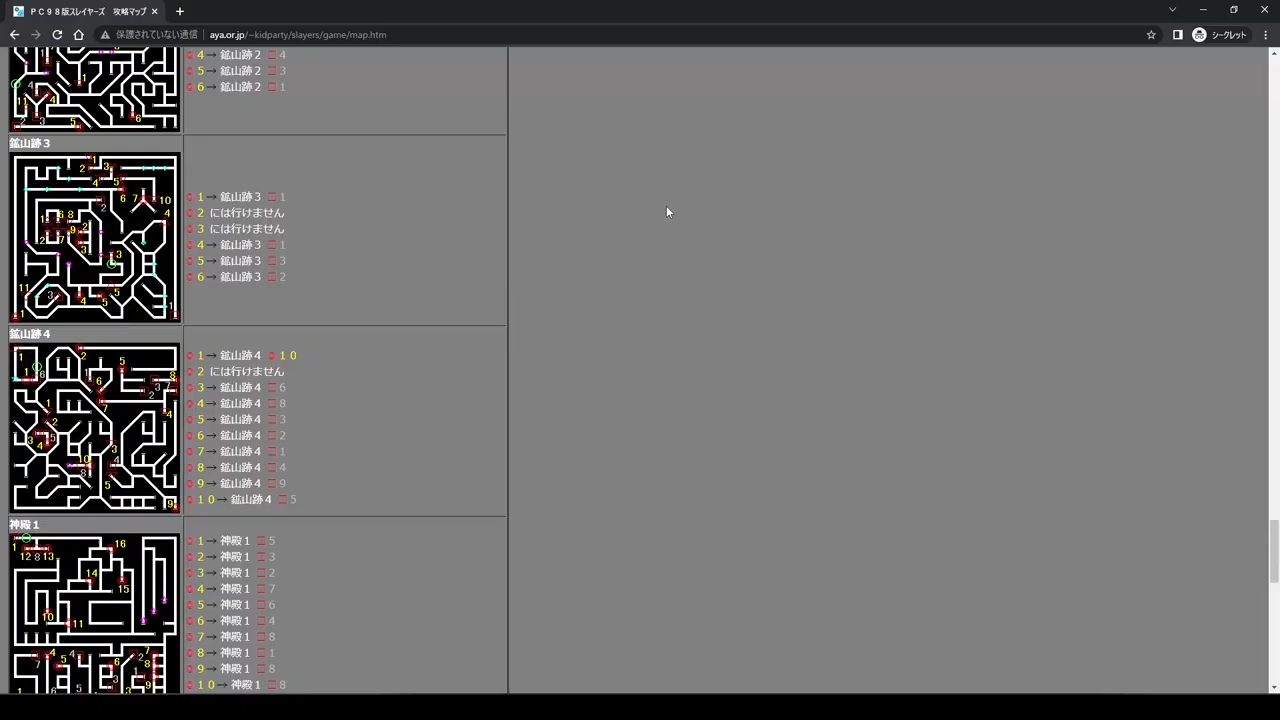 ＰＣ９８版スレイヤーズ　攻略マップ
保護されていない通信
aya.or.jp/~kidparty/slayers/game/map.htm
シークレット
4→ 鉱山跡２ 4
5→ 鉱山跡２ 3
6→ 鉱山跡２ 1
鉱山跡３
1→ 鉱山跡３ 1
2 には行けません
3 には行けません
4→ 鉱山跡３ 1
5→ 鉱山跡３ 3
6→ 鉱山跡３ 2
鉱山跡４
1→ 鉱山跡４ １０
2 には行けません
3→ 鉱山跡４ 6
4→ 鉱山跡４ 8
5→ 鉱山跡４ 3
6→ 鉱山跡４ 2
7→ 鉱山跡４ 1
8→ 鉱山跡４ 4
9→ 鉱山跡４ 9
１０→ 鉱山跡４ 5
神殿１
1→ 神殿１ 5
2→ 神殿１ 3
3→ 神殿１ 2
4→ 神殿１ 7
5→ 神殿１ 6
6→ 神殿１ 4
7→ 神殿１ 8
8→ 神殿１ 1
9→ 神殿１ 8
１０→ 神殿１ 8